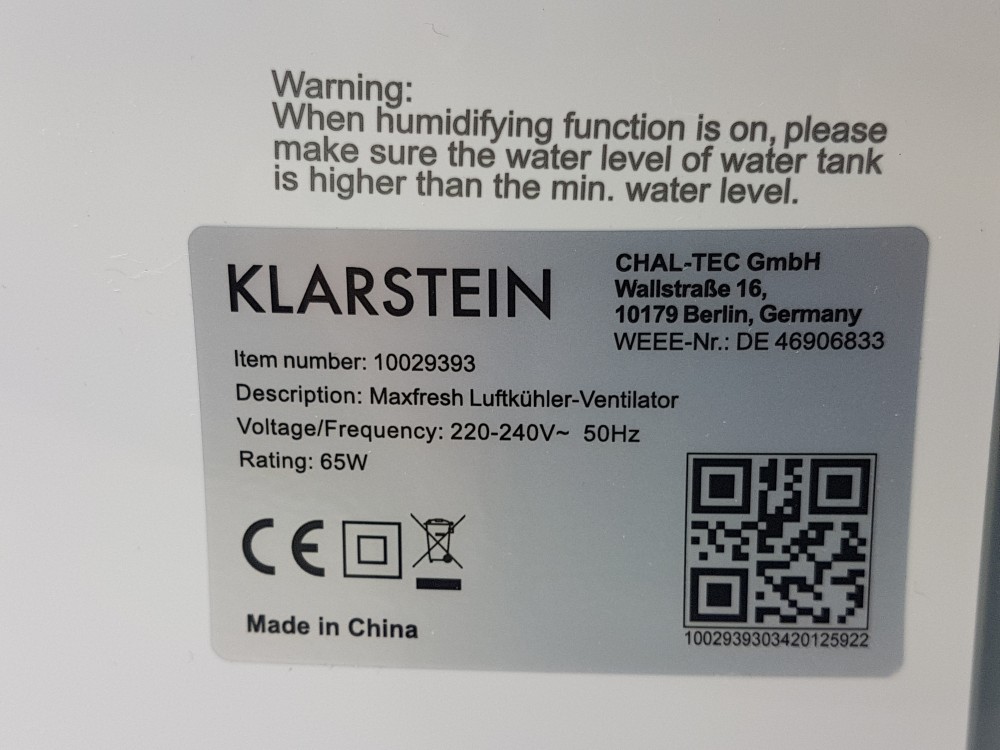 Warning:
When humidifying function is on, please
make sure the water level of water tank
is higher than the min. water level.
KLARSTEIN
CHAL-TEC GmbH
Wallstraße 16,
10179 Berlin, Germany
WEEE-Nr.: DE 46906833
Item number: 10029393
Description: Maxfresh Luftkühler-Ventilator
Voltage/Frequency: 220-240V~ 50Hz
Rating: 65W
CE
Made in China
1002939303420125922